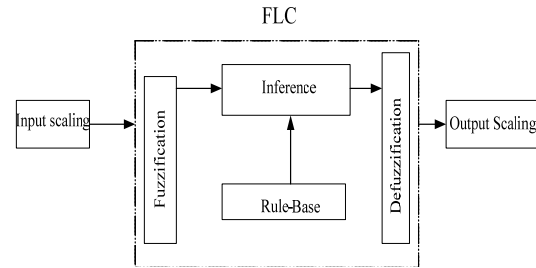 FLC
Input scaling
Fuzzification
Inference
Rule-Base
Defuzzification
Output Scaling